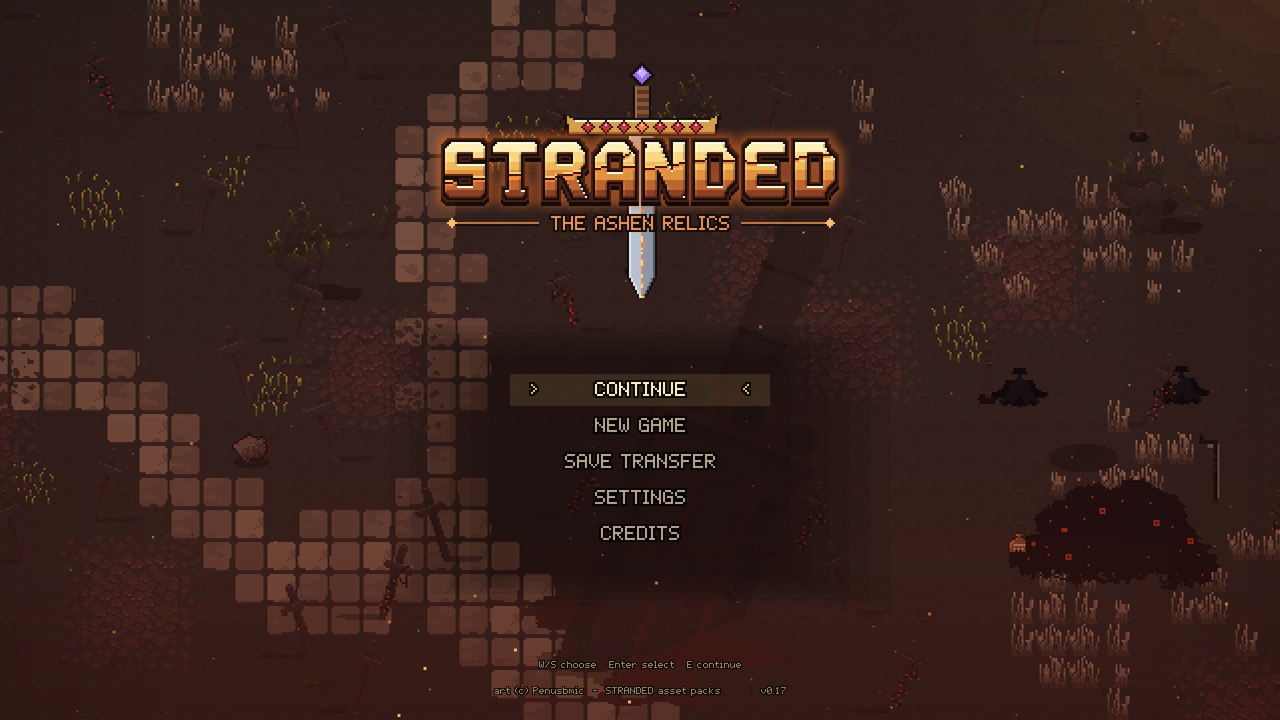 STRANDED
THE ASHEN RELICS
CONTINUE
NEW GAME
SAVE TRANSFER
SETTINGS
CREDITS
W/S choose Enter select E continue
art (c) Penusbmic - STRANDED asset packs v0.17